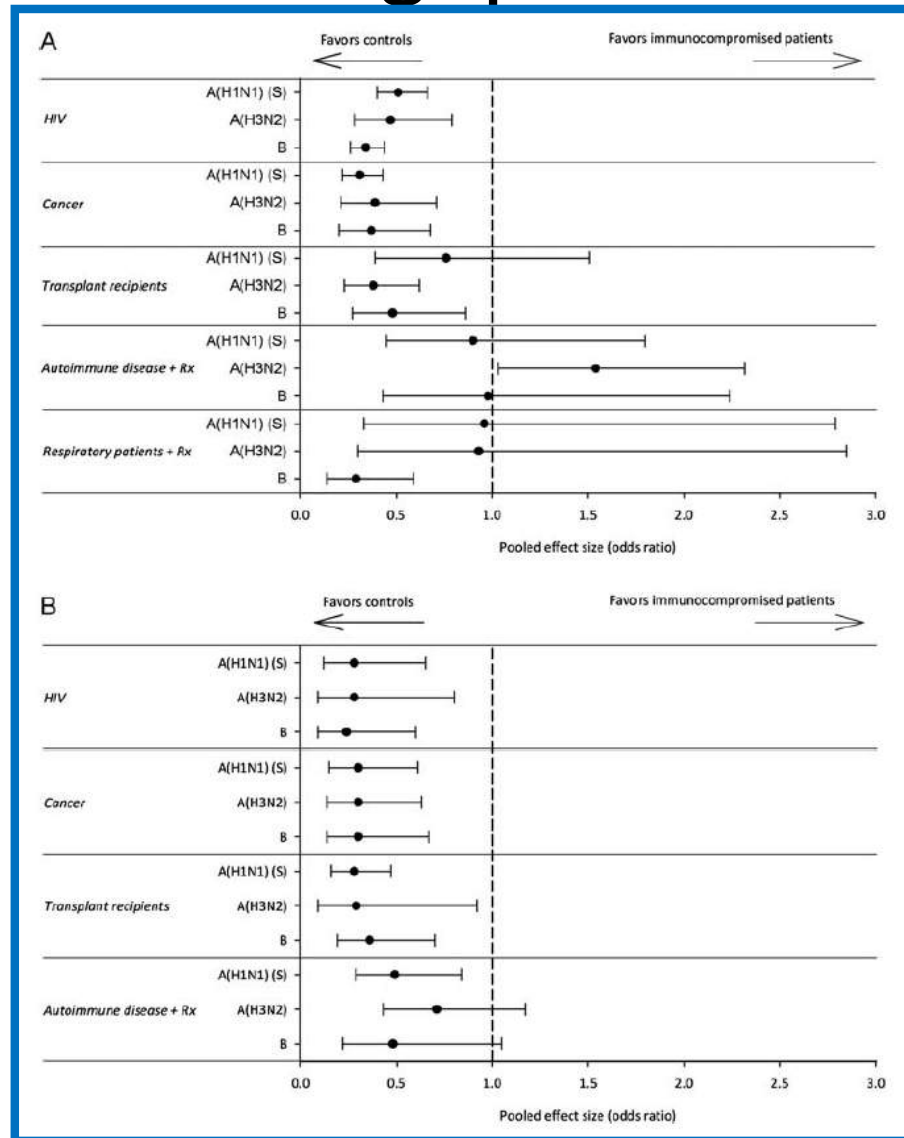 A
Favors controls
Favors immunocompromised patients
A(H1N1) (S)
HIV
A(H3N2)
B
A(H1N1) (S)
Cancer
A(H3N2)
B
A(H1N1) (S)
Transplant recipients
A(H3N2)
B
A(H1N1) (S)
Autoimmune disease + Rx
A(H3N2)
B
A(H1N1) (S)
Respiratory patients + Rx
A(H3N2)
B
0.0 0.5 1.0 1.5 2.0 2.5 3.0
Pooled effect size (odds ratio)
B
Favors controls
Favors immunocompromised patients
A(H1N1) (S)
HIV
A(H3N2)
B
A(H1N1) (S)
Cancer
A(H3N2)
B
A(H1N1) (S)
Transplant recipients
A(H3N2)
B
A(H1N1) (S)
Autoimmune disease + Rx
A(H3N2)
B
0.0 0.5 1.0 1.5 2.0 2.5 3.0
Pooled effect size (odds ratio)